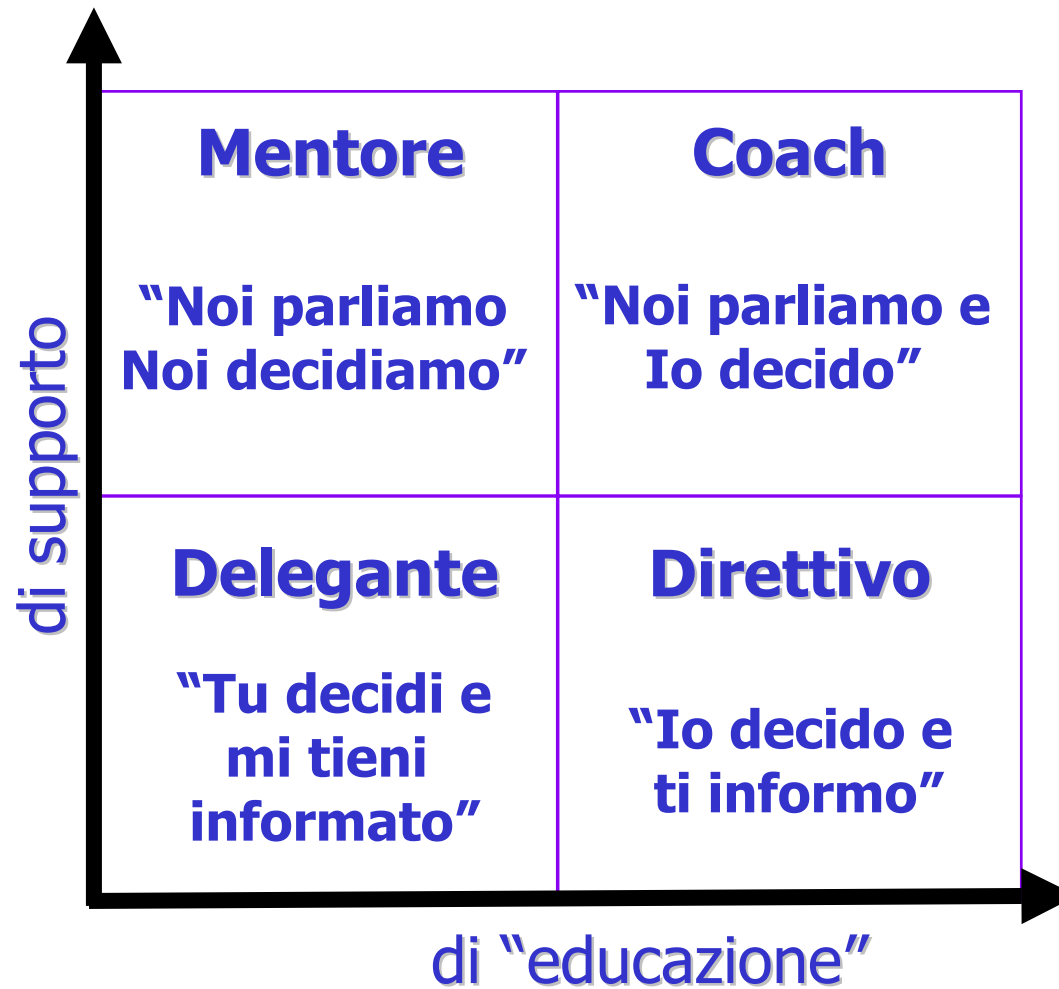 Mentore
“Noi parliamo
Noi decidiamo”
Coach
“Noi parliamo e
Io decido”
di supporto
Delegante
“Tu decidi e
mi tieni
informato”
Direttivo
“Io decido e
ti informo”
di “educazione”